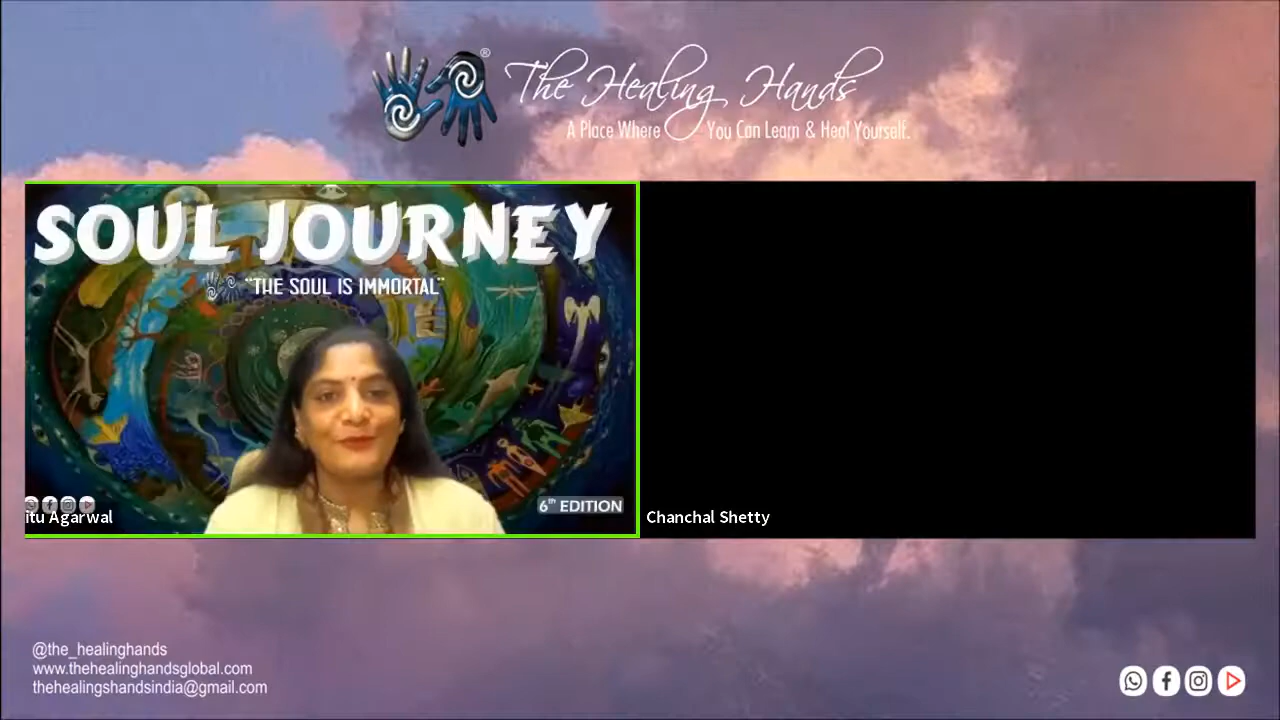 The Healing Hands
®
A Place Where You Can Learn & Heal Yourself.
SOUL JOURNEY
"THE SOUL IS IMMORTAL"
6TH EDITION
itu Agarwal
Chanchal Shetty
@the_healinghands
www.thehealinghandsglobal.com
thehealingshandsindia@gmail.com